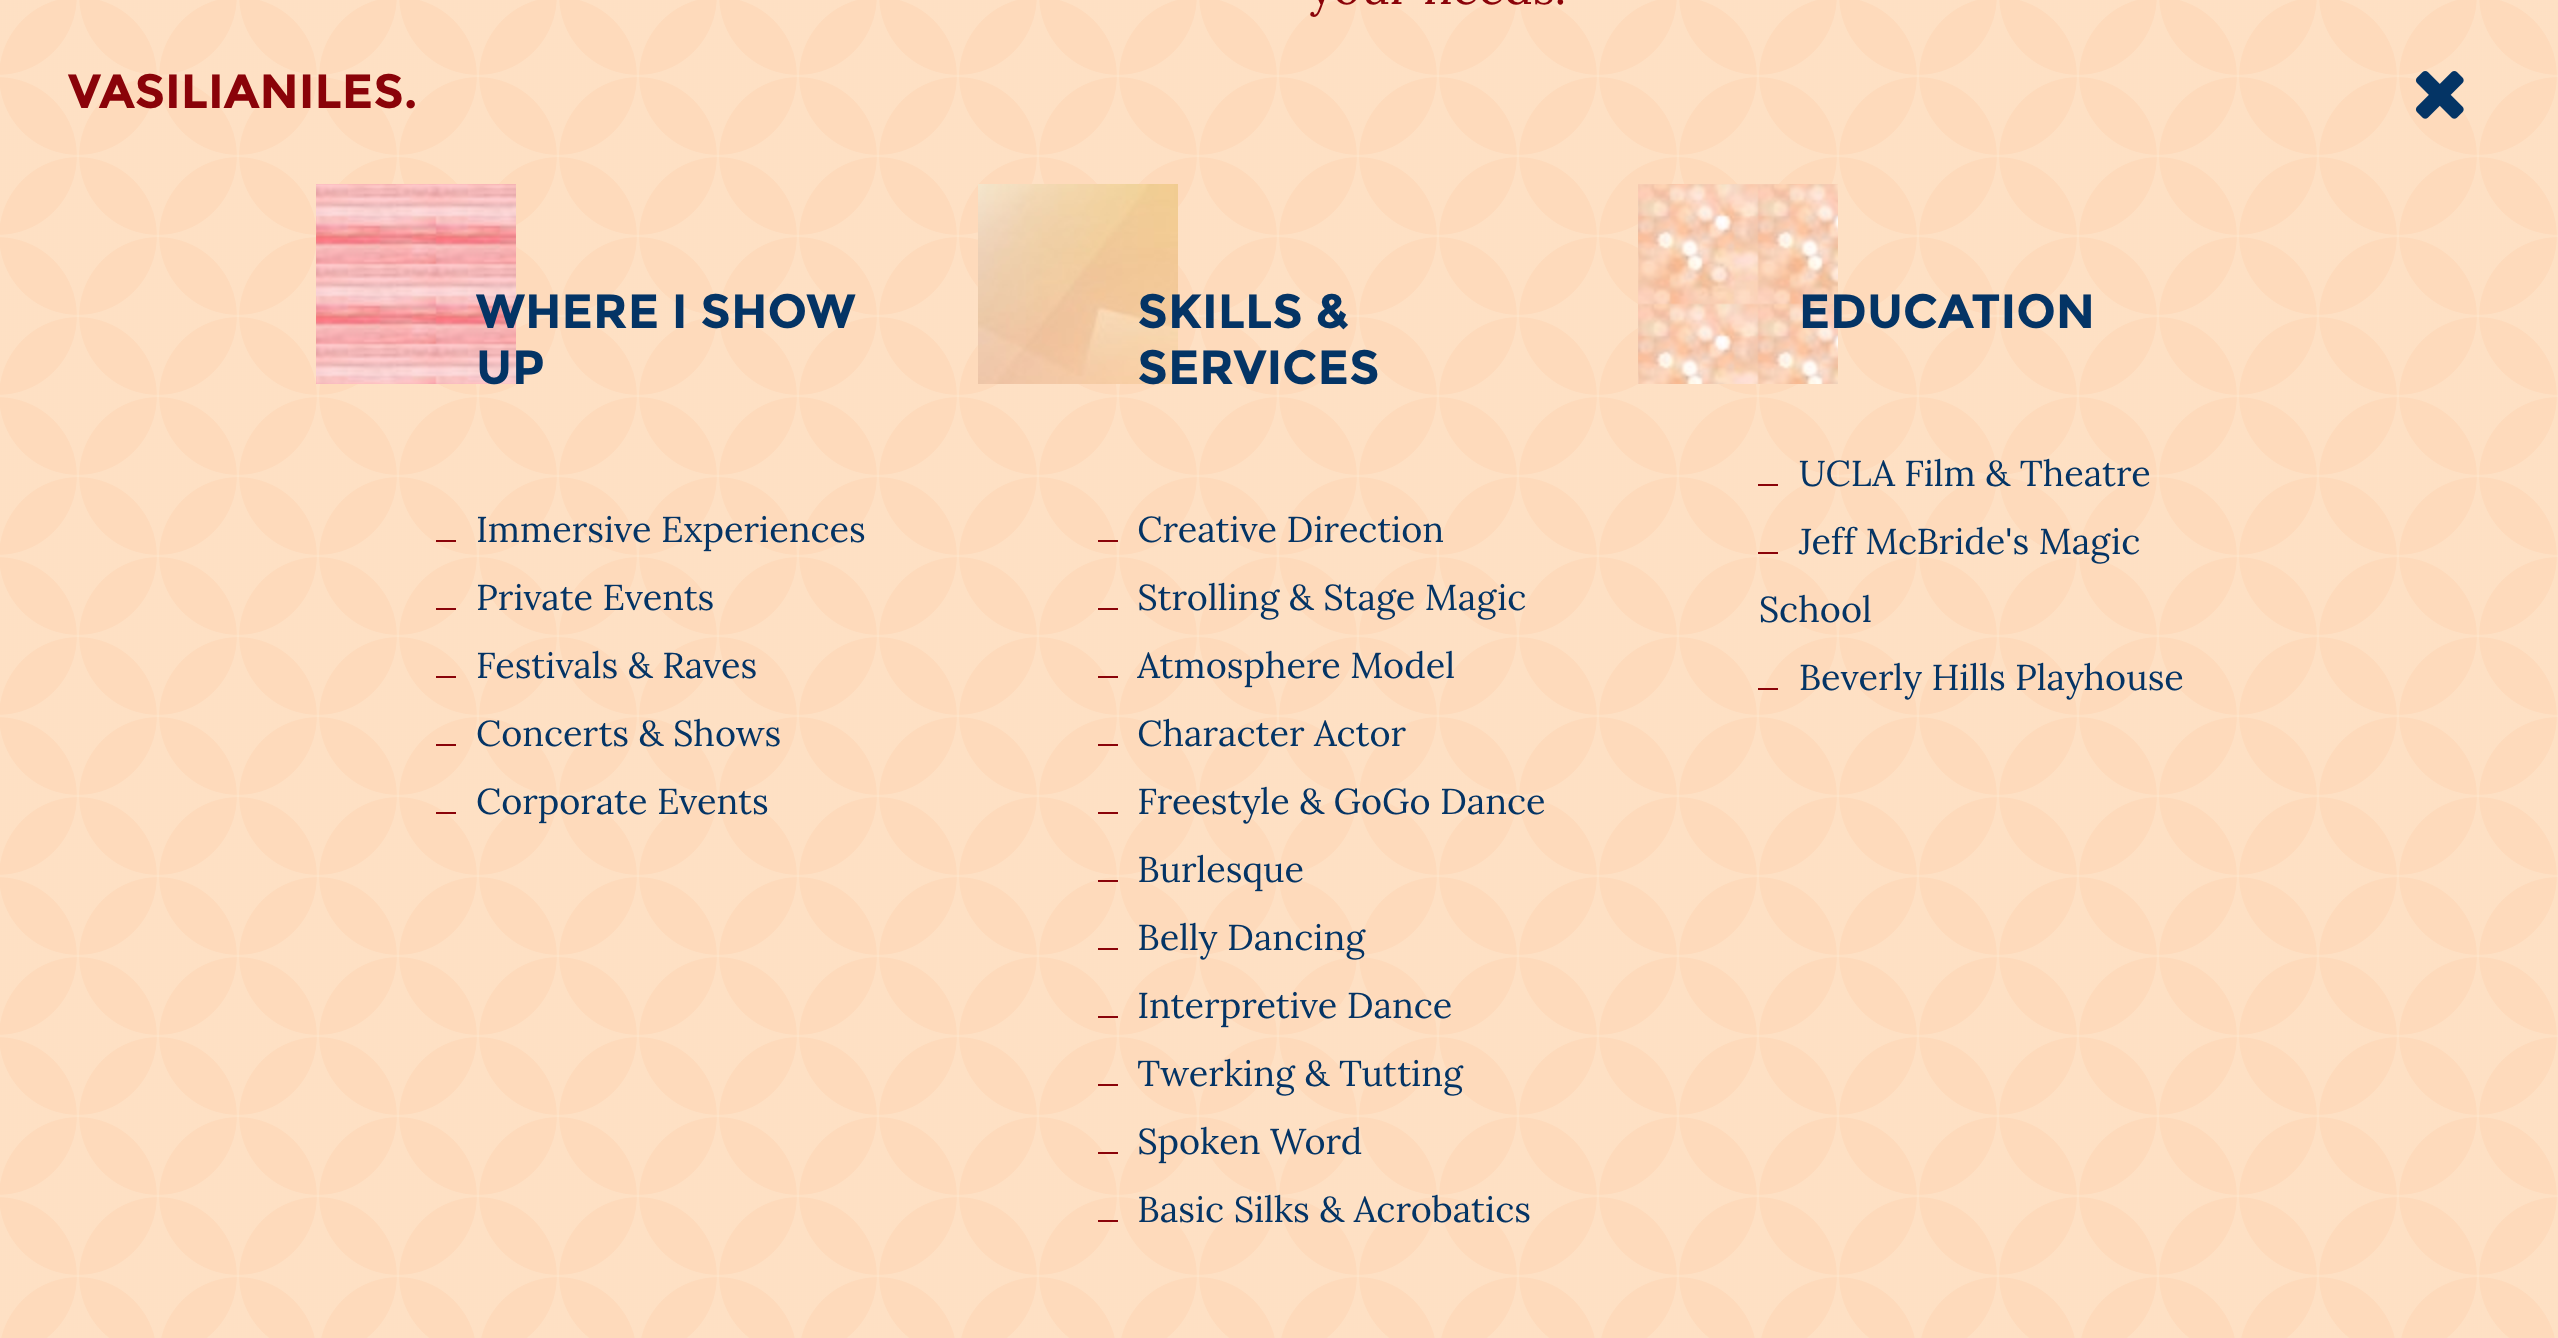 your needs.
VASILIANILES.
WHERE I SHOW
UP
_ Immersive Experiences
_ Private Events
_ Festivals & Raves
_ Concerts & Shows
_ Corporate Events
SKILLS &
SERVICES
_ Creative Direction
_ Strolling & Stage Magic
_ Atmosphere Model
_ Character Actor
_ Freestyle & GoGo Dance
_ Burlesque
_ Belly Dancing
_ Interpretive Dance
_ Twerking & Tutting
_ Spoken Word
_ Basic Silks & Acrobatics
EDUCATION
_ UCLA Film & Theatre
_ Jeff McBride's Magic
School
_ Beverly Hills Playhouse